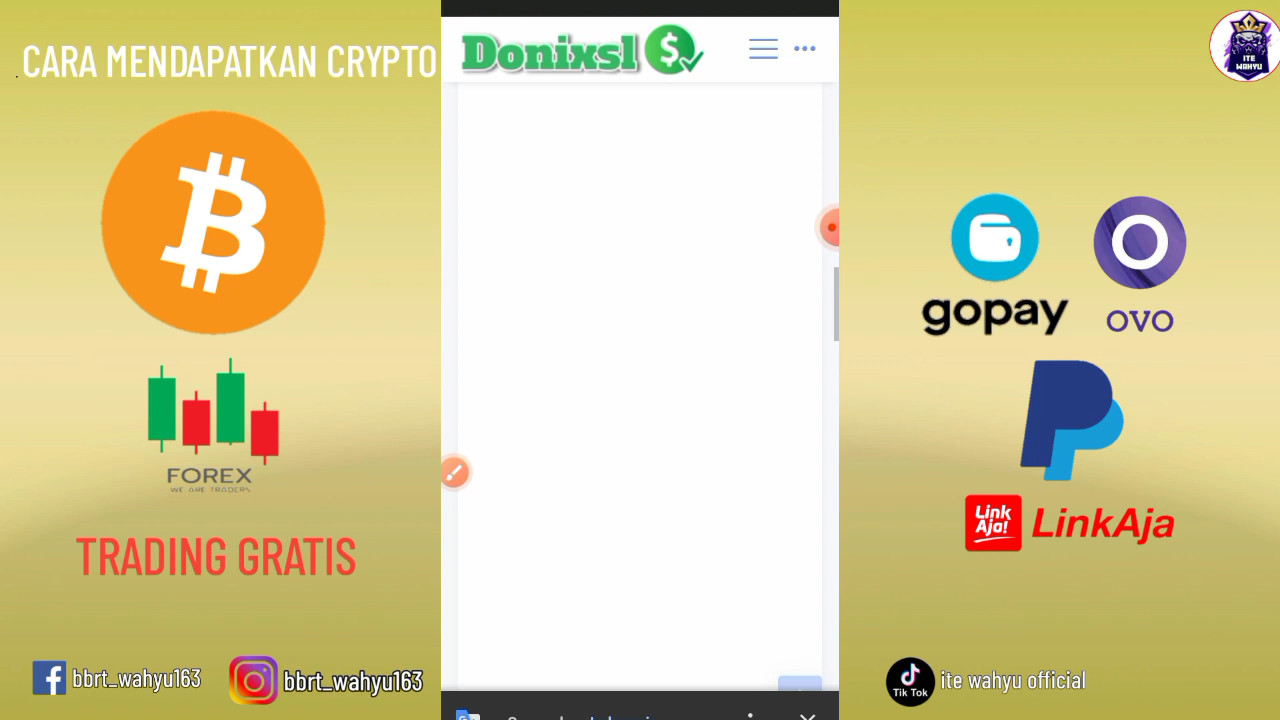 CARA MENDAPATKAN CRYPTO
FOREX
WE ARE TRADERS
TRADING GRATIS
bbrt_wahyu163
bbrt_wahyu163
Donixsl
ITE
WAHYU
gopay
OVO
Link
Aja!
LinkAja
Tik Tok
ite wahyu official